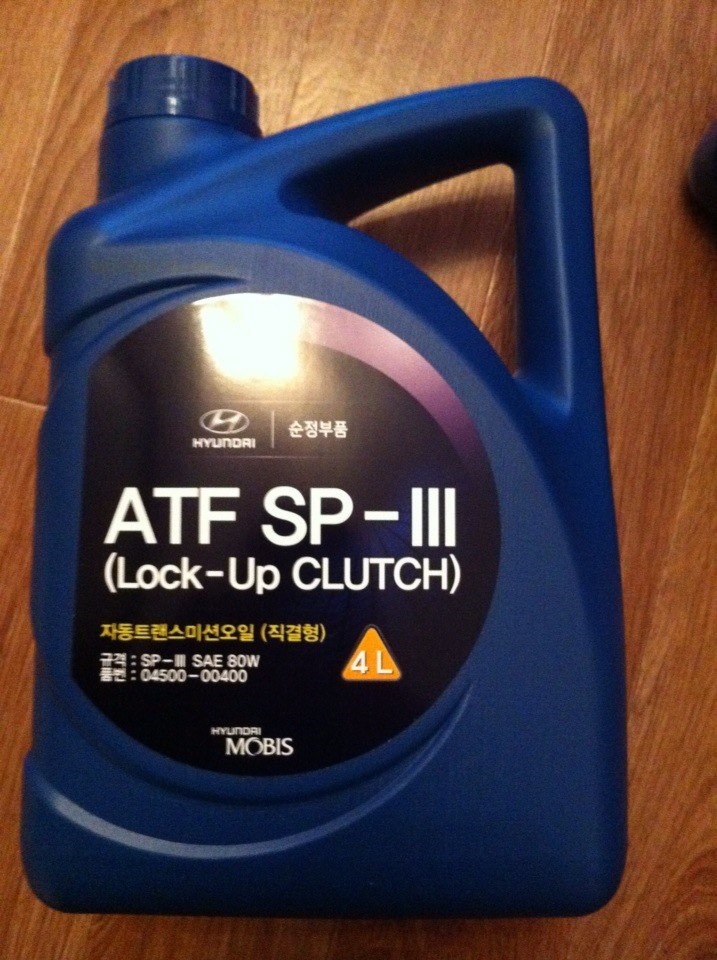 HYUNDAI
순정부품
ATF SP-III
(Lock-Up CLUTCH)
자동트랜스미션오일 (직결형)
4 L
규격 : SP-III SAE 80W
품번 : 04500-00400
HYUNDAI
MOBIS